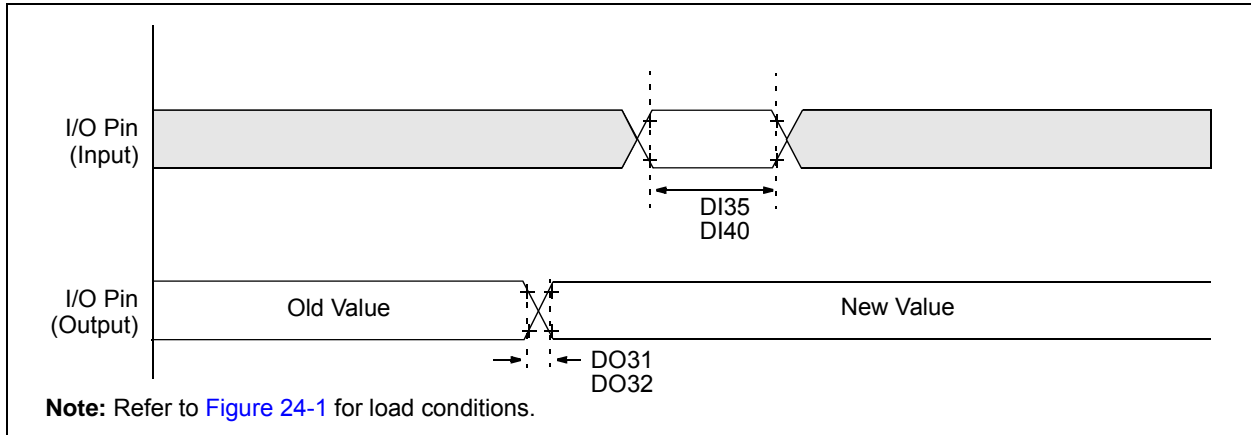 I/O Pin
(Input)
DI35
DI40
I/O Pin
(Output)
Old Value
New Value
DO31
DO32
Note: Refer to Figure 24-1 for load conditions.